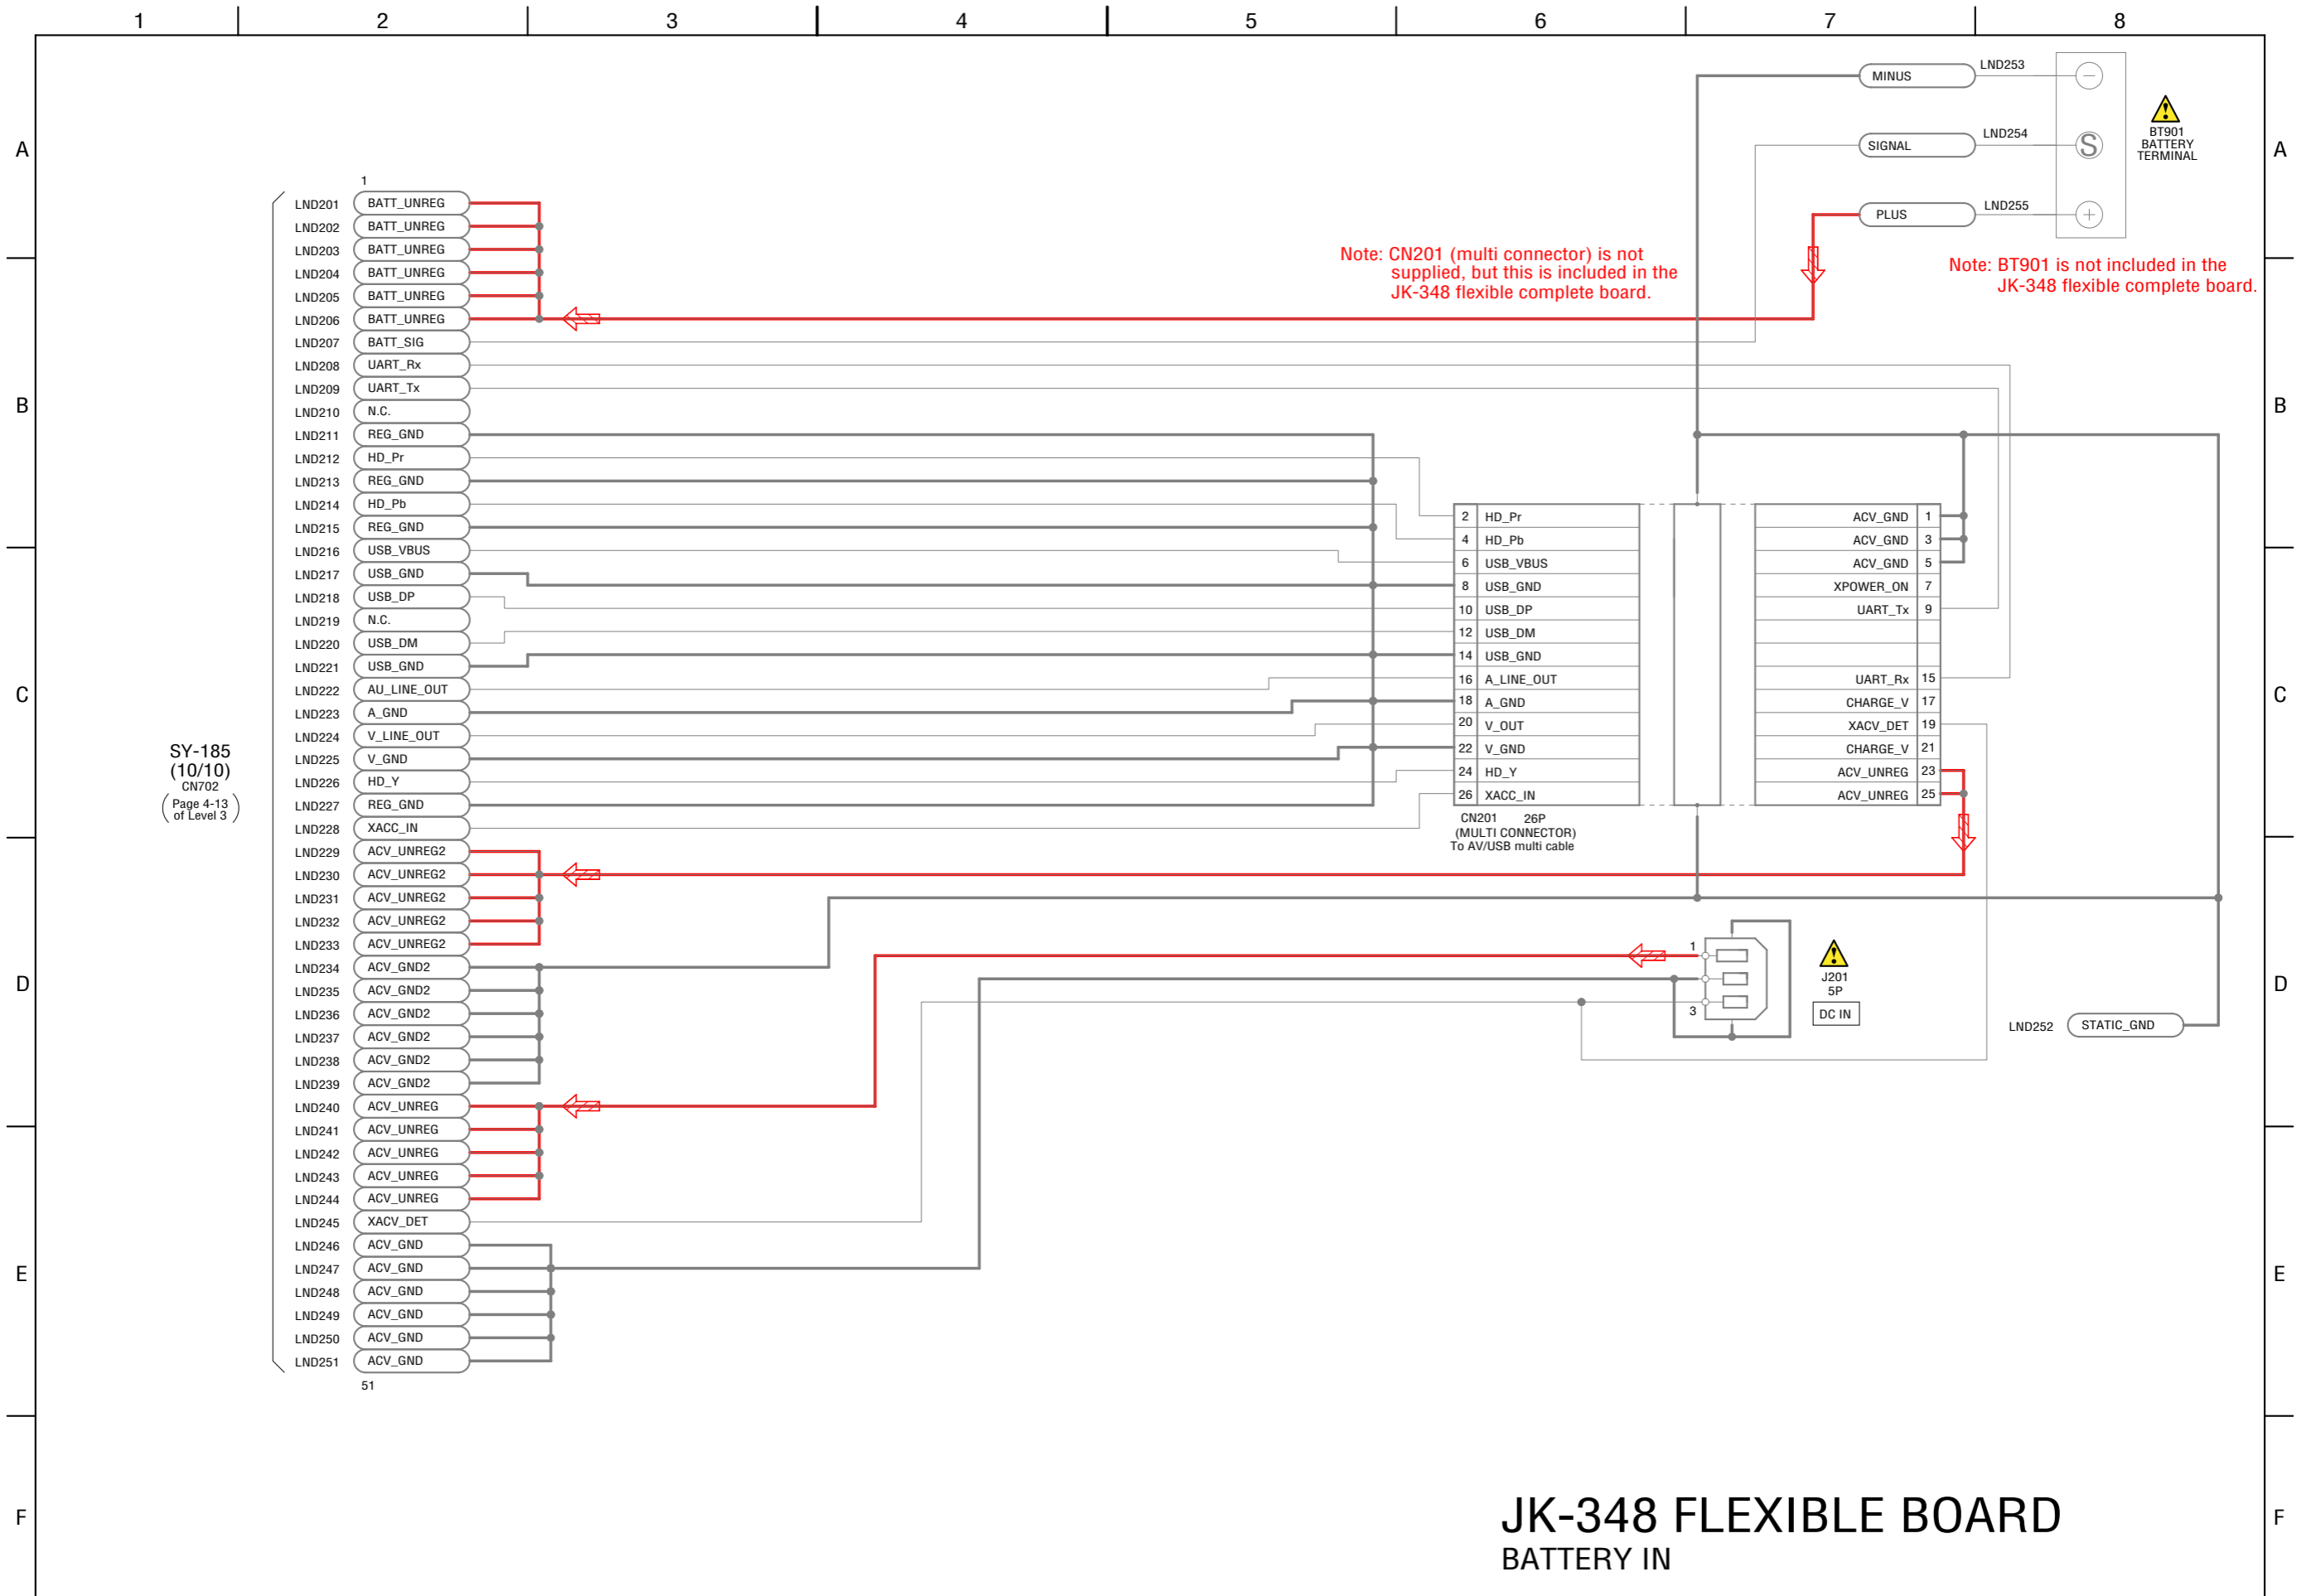 1 2 3 4 5 6 7 8
A
B
C
D
E
F
A
B
C
D
E
F
SY-185
(10/10)
CN702
Page 4-13
of Level 3
1
LND201 BATT_UNREG
LND202 BATT_UNREG
LND203 BATT_UNREG
LND204 BATT_UNREG
LND205 BATT_UNREG
LND206 BATT_UNREG
LND207 BATT_SIG
LND208 UART_Rx
LND209 UART_Tx
LND210 N.C.
LND211 REG_GND
LND212 HD_Pr
LND213 REG_GND
LND214 HD_Pb
LND215 REG_GND
LND216 USB_VBUS
LND217 USB_GND
LND218 USB_DP
LND219 N.C.
LND220 USB_DM
LND221 USB_GND
LND222 AU_LINE_OUT
LND223 A_GND
LND224 V_LINE_OUT
LND225 V_GND
LND226 HD_Y
LND227 REG_GND
LND228 XACC_IN
LND229 ACV_UNREG2
LND230 ACV_UNREG2
LND231 ACV_UNREG2
LND232 ACV_UNREG2
LND233 ACV_UNREG2
LND234 ACV_GND2
LND235 ACV_GND2
LND236 ACV_GND2
LND237 ACV_GND2
LND238 ACV_GND2
LND239 ACV_GND2
LND240 ACV_UNREG
LND241 ACV_UNREG
LND242 ACV_UNREG
LND243 ACV_UNREG
LND244 ACV_UNREG
LND245 XACV_DET
LND246 ACV_GND
LND247 ACV_GND
LND248 ACV_GND
LND249 ACV_GND
LND250 ACV_GND
LND251 ACV_GND
51
Note: CN201 (multi connector) is not
supplied, but this is included in the
JK-348 flexible complete board.
MINUS LND253 −
SIGNAL LND254 S
PLUS LND255 +
BT901
BATTERY
TERMINAL
Note: BT901 is not included in the
JK-348 flexible complete board.
2 HD_Pr
4 HD_Pb
6 USB_VBUS
8 USB_GND
10 USB_DP
12 USB_DM
14 USB_GND
16 A_LINE_OUT
18 A_GND
20 V_OUT
22 V_GND
24 HD_Y
26 XACC_IN
CN201 26P
(MULTI CONNECTOR)
To AV/USB multi cable
ACV_GND 1
ACV_GND 3
ACV_GND 5
XPOWER_ON 7
UART_Tx 9
UART_Rx 15
CHARGE_V 17
XACV_DET 19
CHARGE_V 21
ACV_UNREG 23
ACV_UNREG 25
1
3
J201
5P
DC IN
LND252 STATIC_GND
JK-348 FLEXIBLE BOARD
BATTERY IN